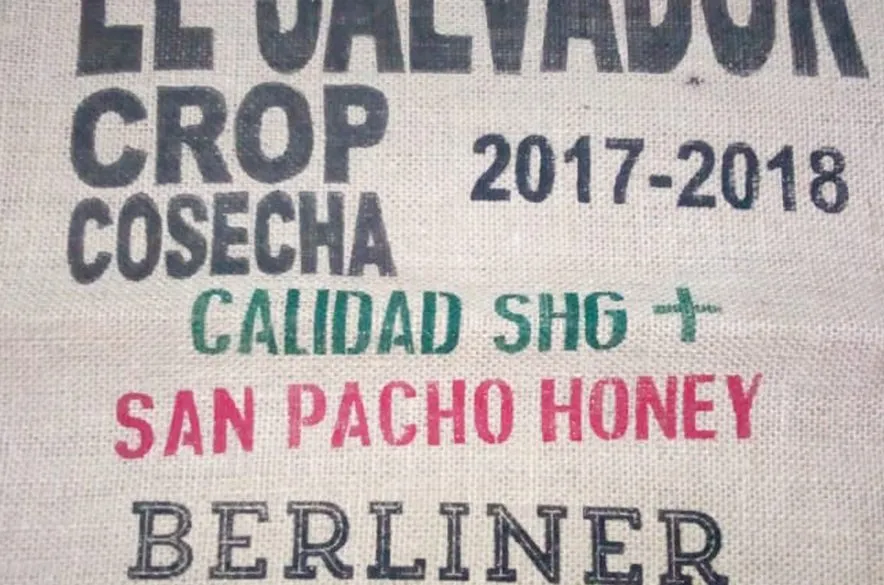 EL SALVADOR
CROP 2017-2018
COSECHA
CALIDAD SHG +
SAN PACHO HONEY
BERLINER